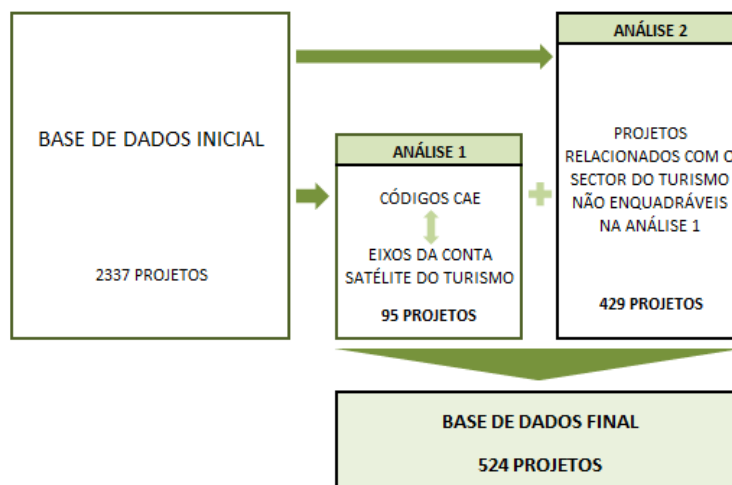 BASE DE DADOS INICIAL
2337 PROJETOS
ANÁLISE 1
CÓDIGOS CAE
EIXOS DA CONTA
SATÉLITE DO TURISMO
95 PROJETOS
ANÁLISE 2
PROJETOS
RELACIONADOS COM O
SECTOR DO TURISMO
NÃO ENQUADRÁVEIS
NA ANÁLISE 1
429 PROJETOS
BASE DE DADOS FINAL
524 PROJETOS